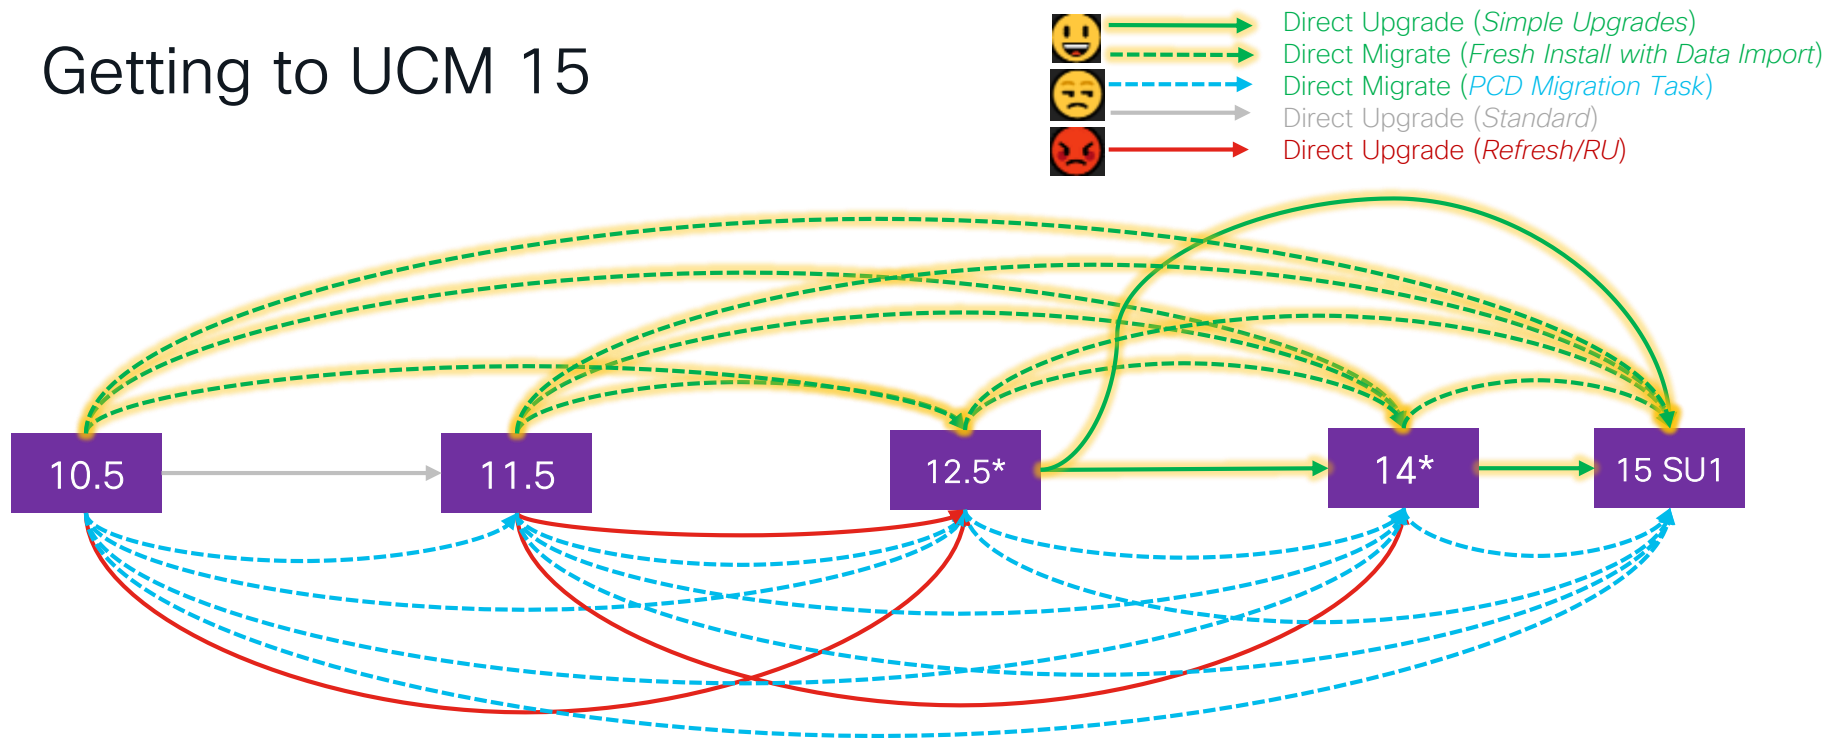 Getting to UCM 15
Direct Upgrade (Simple Upgrades)
Direct Migrate (Fresh Install with Data Import)
Direct Migrate (PCD Migration Task)
Direct Upgrade (Standard)
Direct Upgrade (Refresh/RU)
10.5
11.5
12.5*
14*
15 SU1